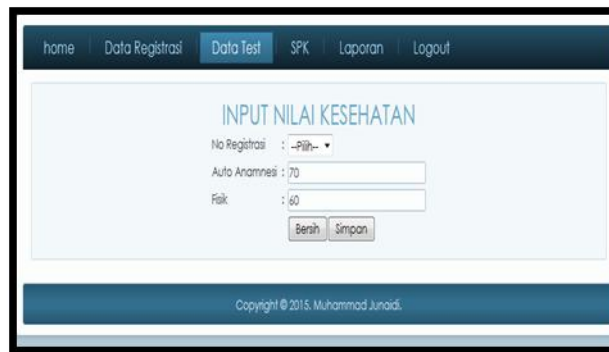 home Data Registrasi Data Test SPK Laporan Logout
INPUT NILAI KESEHATAN
No Registrasi : --Pilih--
Auto Anamnesi : 70
Fisik : 60
Bersih Simpan
Copyright © 2015. Muhammad Junaidi.